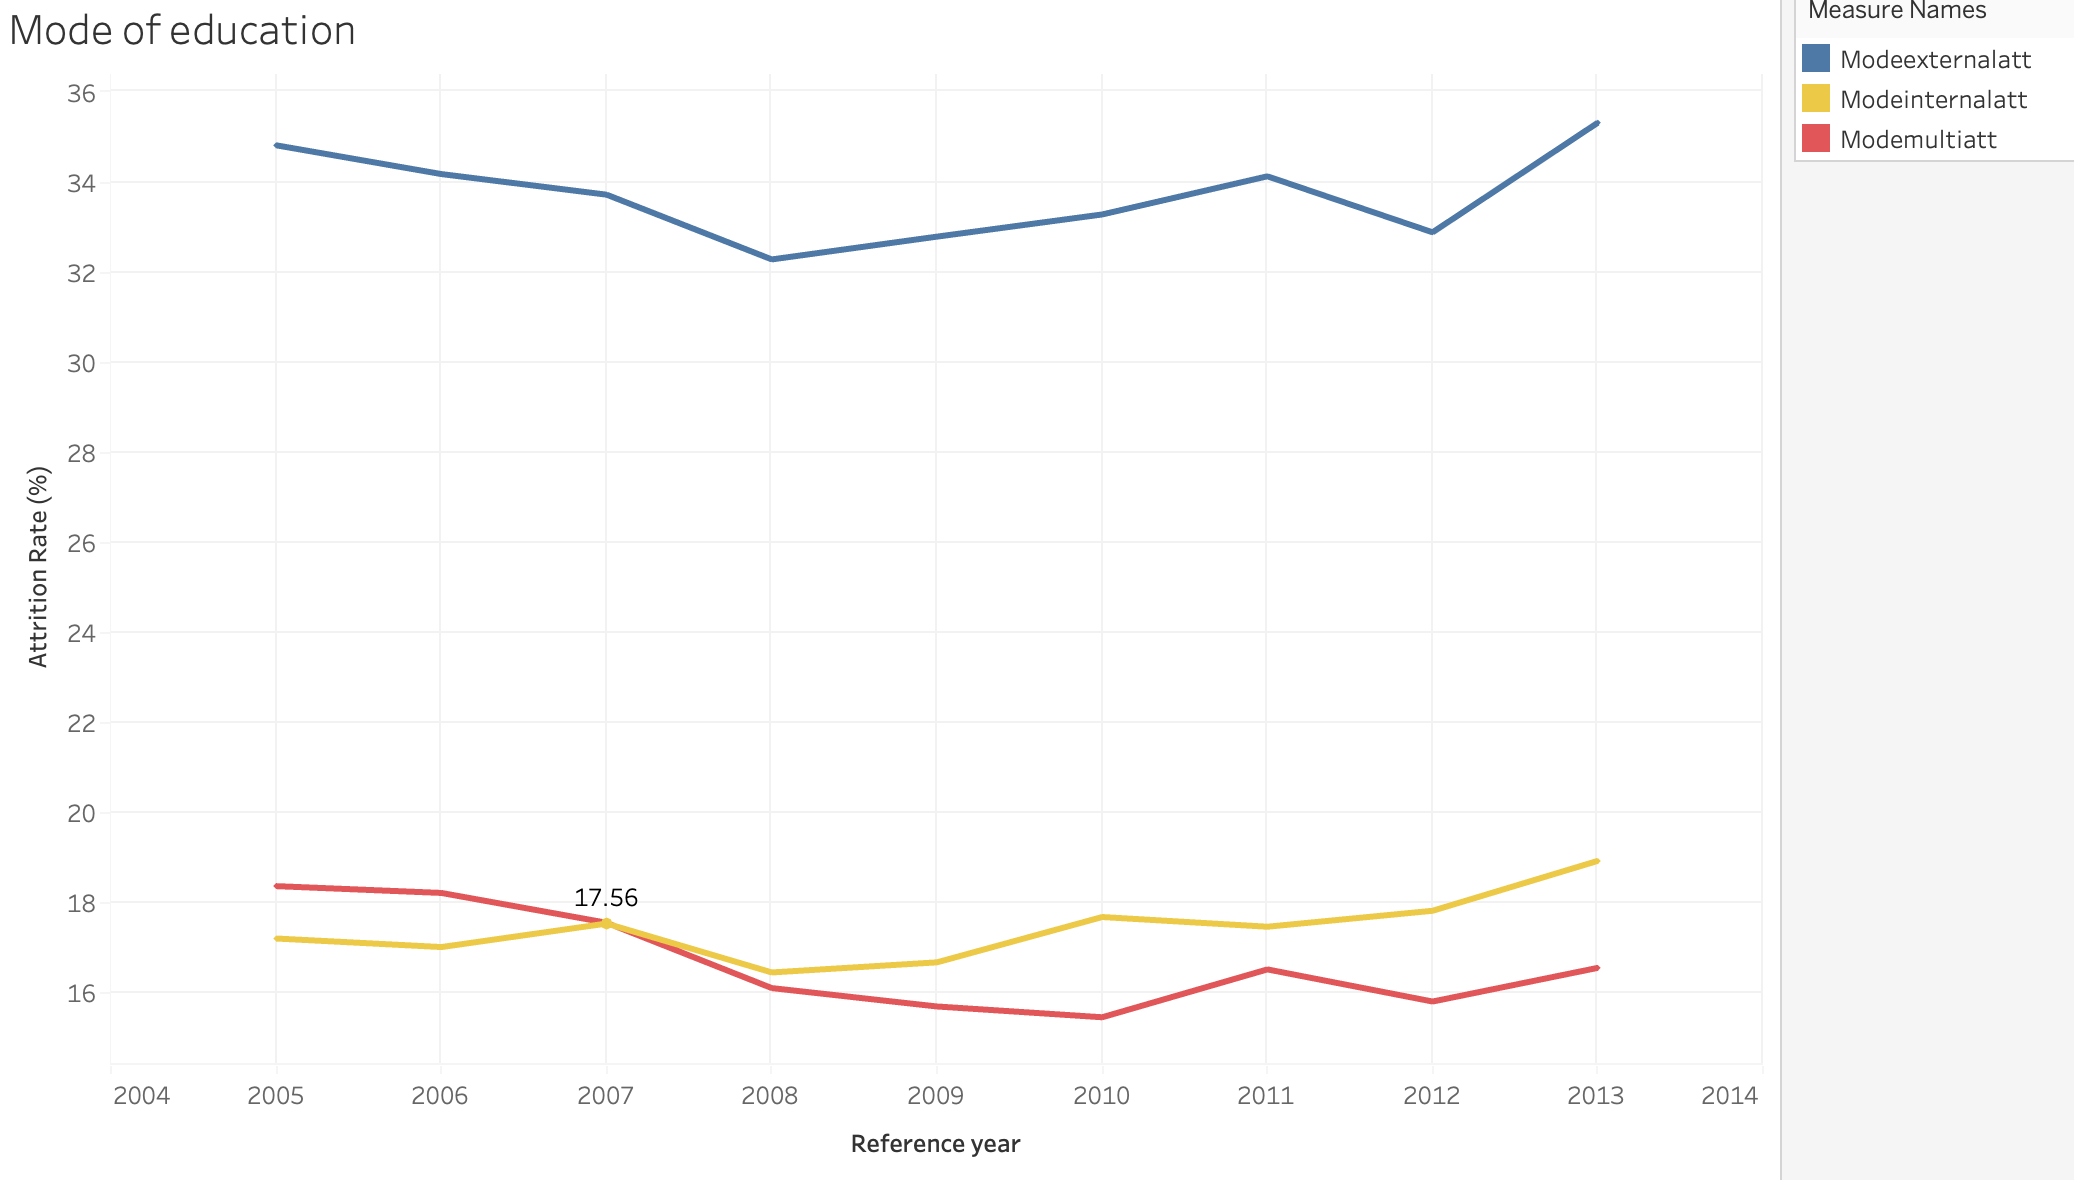 Mode of education
Measure Names
Modeexternalatt
Modeinternalatt
Modemultiatt
Attrition Rate (%)
36
34
32
30
28
26
24
22
20
18
16
17.56
2004 2005 2006 2007 2008 2009 2010 2011 2012 2013 2014
Reference year